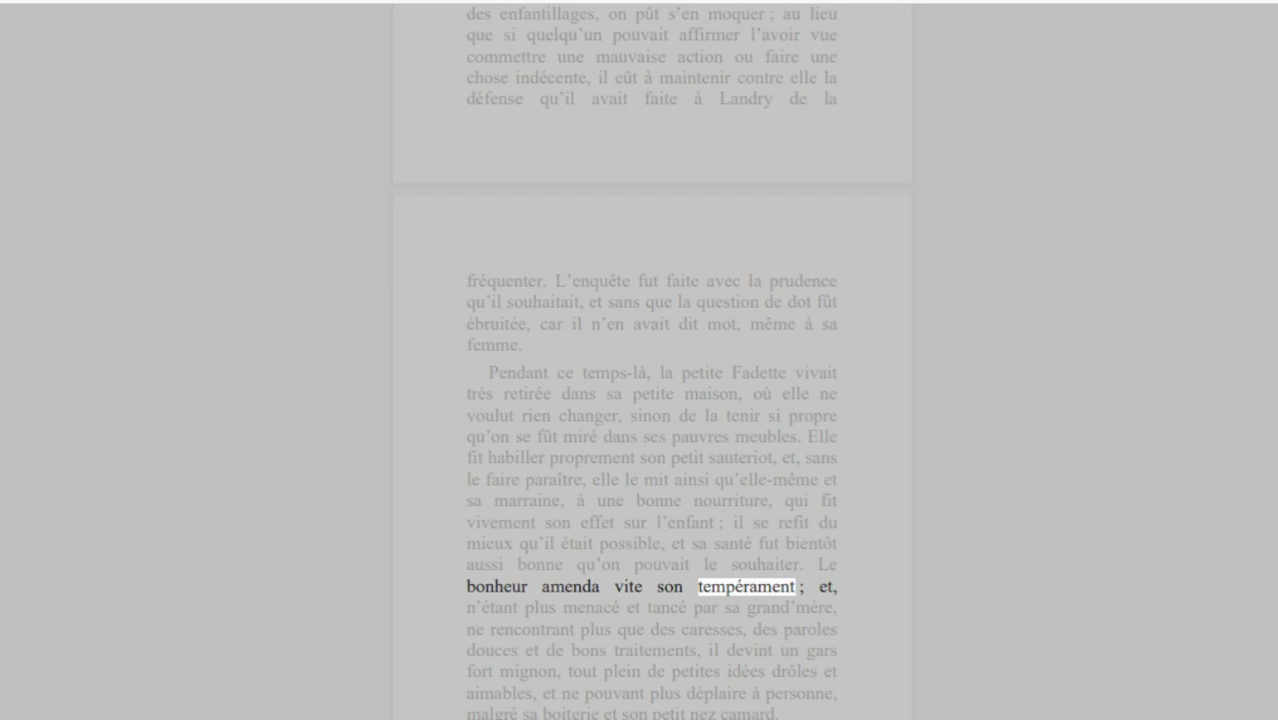 des enfantillages, on pût s’en moquer ; au lieu
que si quelqu’un pouvait affirmer l’avoir vue
commettre une mauvaise action ou faire une
chose indécente, il eût à maintenir contre elle la
défense qu’il avait faite à Landry de la
fréquenter. L’enquête fut faite avec la prudence
qu’il souhaitait, et sans que la question de dot fût
ébruitée, car il n’en avait dit mot, même à sa
femme.
Pendant ce temps-là, la petite Fadette vivait
très retirée dans sa petite maison, où elle ne
voulut rien changer, sinon de la tenir si propre
qu’on se fût miré dans ses pauvres meubles. Elle
fit habiller proprement son petit sauteriot, et, sans
le faire paraître, elle le mit ainsi qu’elle-même et
sa marraine, à une bonne nourriture, qui fit
vivement son effet sur l’enfant ; il se refit du
mieux qu’il était possible, et sa santé fut bientôt
aussi bonne qu’on pouvait le souhaiter. Le
bonheur amenda vite son tempérament ; et,
n’étant plus menacé et tancé par sa grand’mère,
ne rencontrant plus que des caresses, des paroles
douces et de bons traitements, il devint un gars
fort mignon, tout plein de petites idées drôles et
aimables, et ne pouvant plus déplaire à personne,
malgré sa boiterie et son petit nez camard.